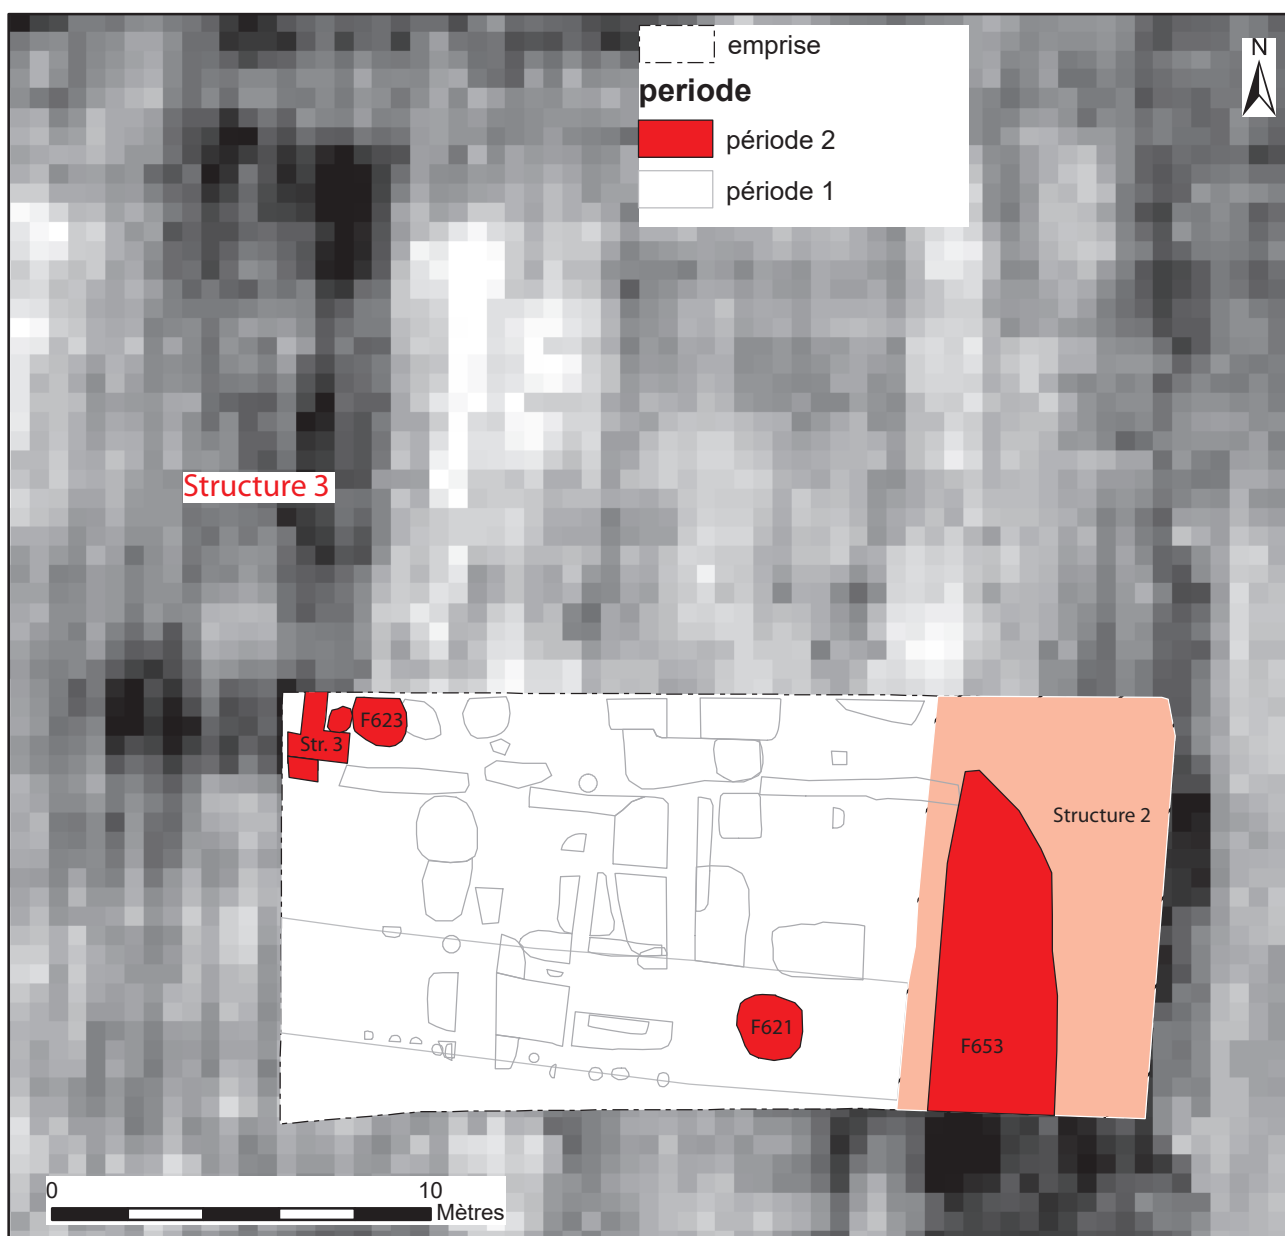 emprise
N
periode
période 2
période 1
Structure 3
F623
Str. 3
Structure 2
F621
F653
0 10
Mètres